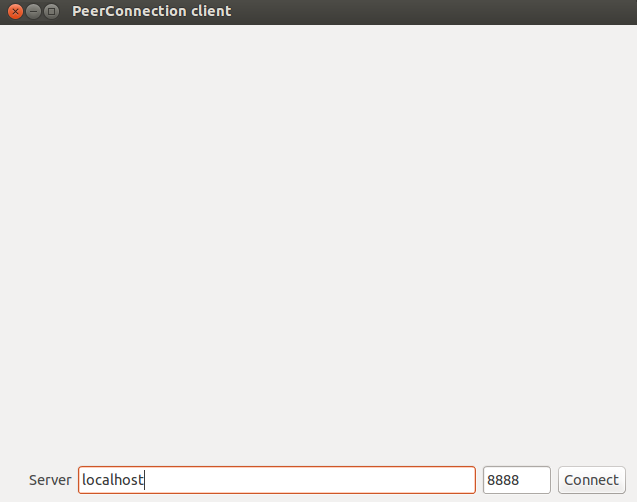 PeerConnection client
Server localhost 8888 Connect